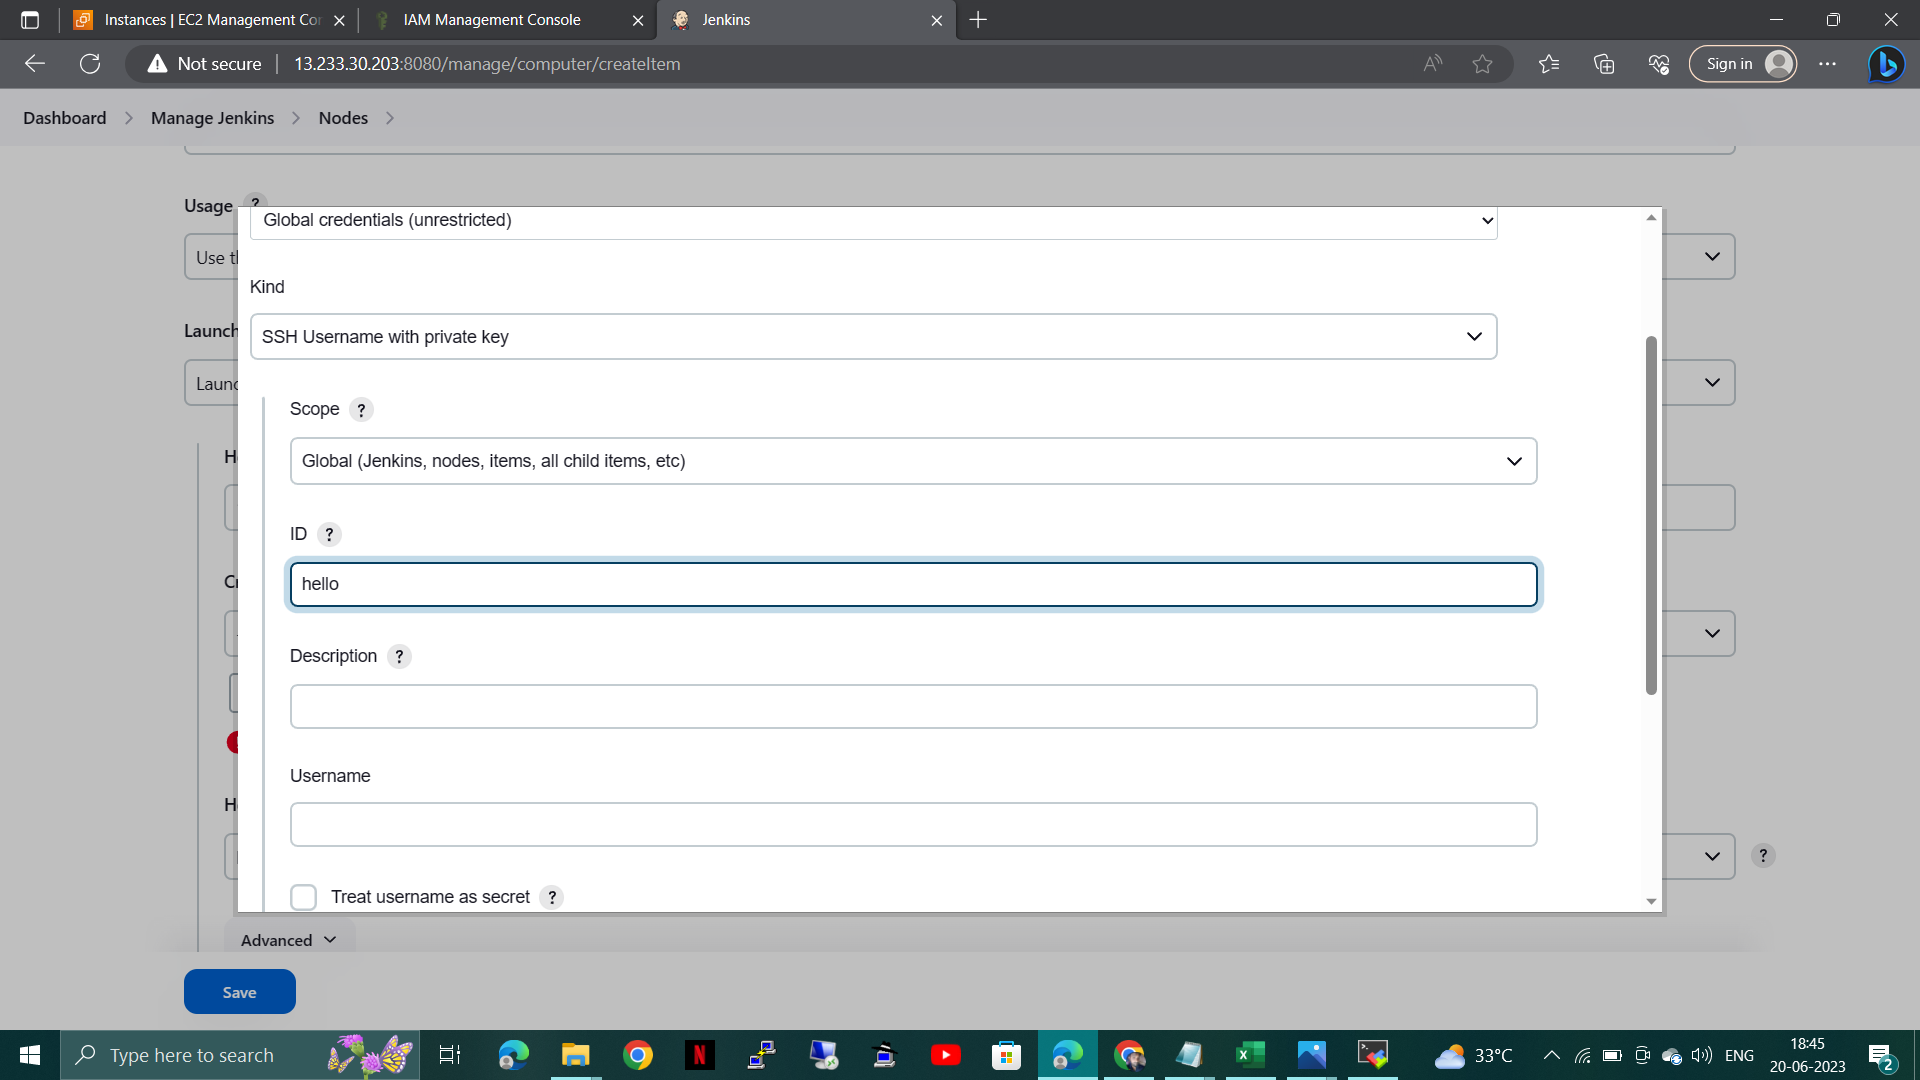 Instances | EC2 Management Co
IAM Management Console
Jenkins
Not secure
13.233.30.203:8080/manage/computer/createItem
Sign in
Dashboard
Manage Jenkins
Nodes
Usage ?
Use t
Global credentials (unrestricted)
Kind
Launch
SSH Username with private key
Laun
Scope ?
H
Global (Jenkins, nodes, items, all child items, etc)
ID ?
hello
C
Description ?
Username
H
?
Treat username as secret ?
Advanced
Save
Type here to search
33°C
ENG
18:45
20-06-2023
2